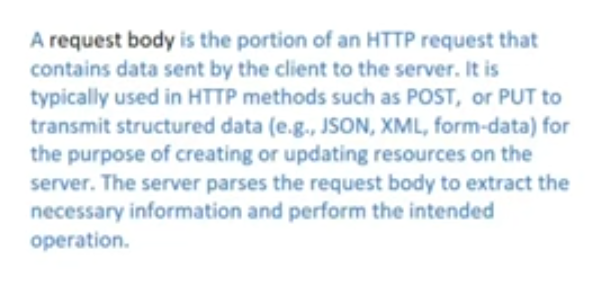 A request body is the portion of an HTTP request that
contains data sent by the client to the server. It is
typically used in HTTP methods such as POST,  or PUT to
transmit structured data (e.g., JSON, XML, form-data) for
the purpose of creating or updating resources on the
server. The server parses the request body to extract the
necessary information and perform the intended
operation.